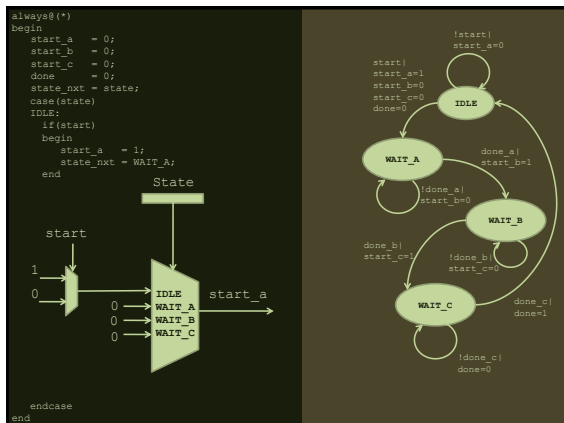 always@(*)
begin
start_a = 0;
start_b = 0;
start_c = 0;
done = 0;
state_nxt = state;
case(state)
IDLE:
if(start)
begin
start_a = 1;
state_nxt = WAIT_A;
end
State
start
1
0
IDLE
0 WAIT_A
0 WAIT_B
0 WAIT_C
start_a
endcase
end
!start|
start_a=0
start|
start_a=1
start_b=0
start_c=0
done=0
IDLE
WAIT_A
done_a|
start_b=1
!done_a|
start_b=0
WAIT_B
done_b|
start_c=1
!done_b|
start_c=0
WAIT_C
done_c|
done=1
!done_c|
done=0